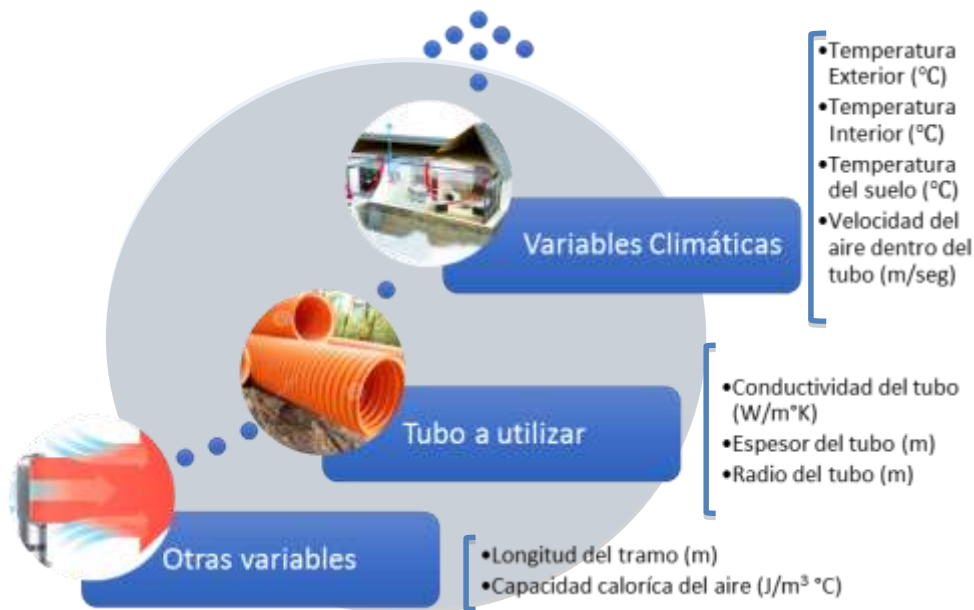 Variables Climáticas
•Temperatura
Exterior (°C)
•Temperatura
Interior (°C)
•Temperatura
del suelo (°C)
•Velocidad del
aire dentro del
tubo (m/seg)
Tubo a utilizar
•Conductividad del tubo
(W/m°K)
•Espesor del tubo (m)
•Radio del tubo (m)
Otras variables
•Longitud del tramo (m)
•Capacidad caloríca del aire (J/m³ °C)